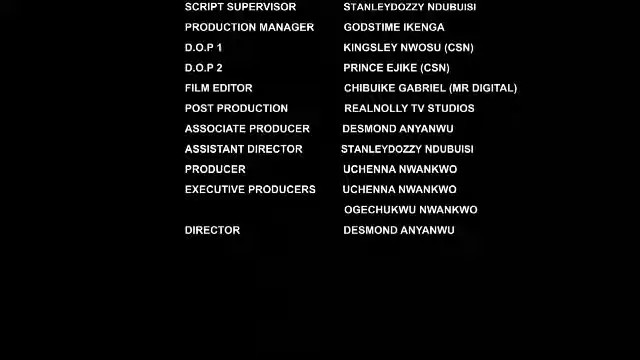 SCRIPT SUPERVISOR STANLEYDOZZY NDUBUISI
PRODUCTION MANAGER GODSTIME IKENGA
D.O.P 1 KINGSLEY NWOSU (CSN)
D.O.P 2 PRINCE EJIKE (CSN)
FILM EDITOR CHIBUIKE GABRIEL (MR DIGITAL)
POST PRODUCTION REALNOLLY TV STUDIOS
ASSOCIATE PRODUCER DESMOND ANYANWU
ASSISTANT DIRECTOR STANLEYDOZZY NDUBUISI
PRODUCER UCHENNA NWANKWO
EXECUTIVE PRODUCERS UCHENNA NWANKWO
OGECHUKWU NWANKWO
DIRECTOR DESMOND ANYANWU